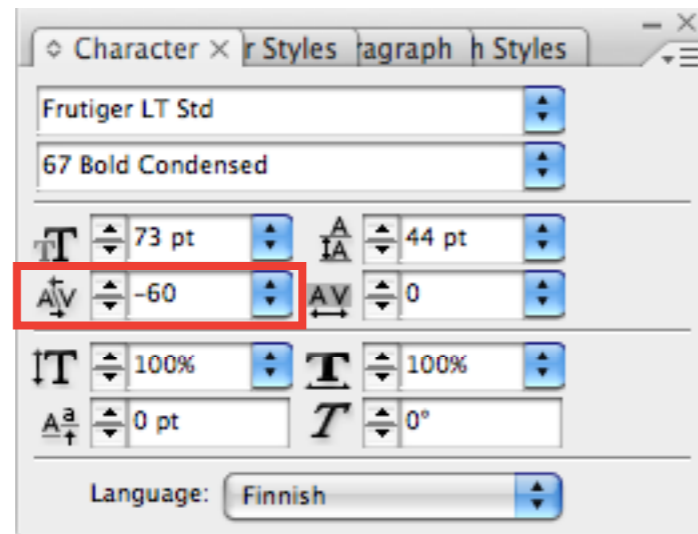 Character r Styles ragraph h Styles
Frutiger LT Std
67 Bold Condensed
73 pt 44 pt
-60 0
100% 100%
0 pt 0°
Language: Finnish